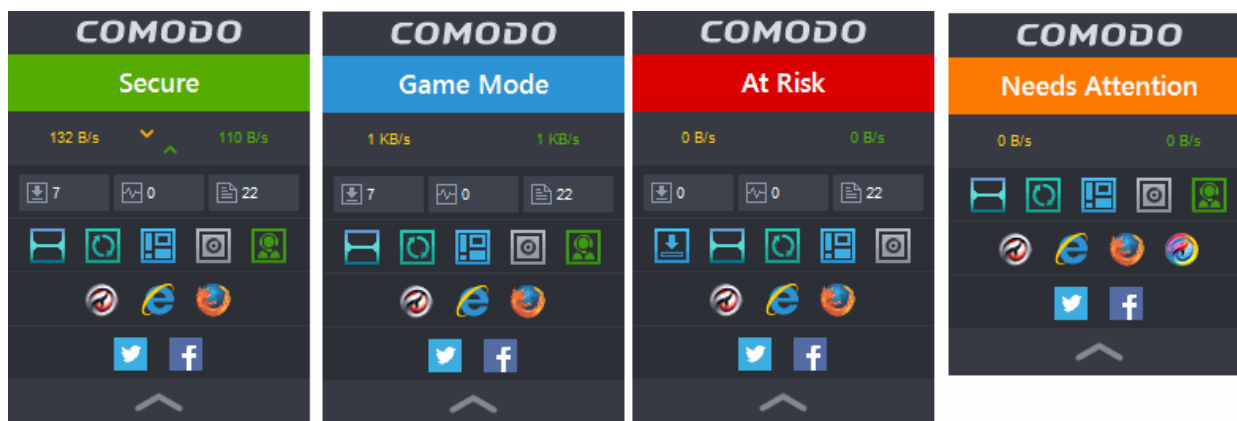 COMODO
Secure
132 B/s 110 B/s
7 0 22
COMODO
Game Mode
1 KB/s 1 KB/s
7 0 22
COMODO
At Risk
0 B/s 0 B/s
0 0 22
COMODO
Needs Attention
0 B/s 0 B/s